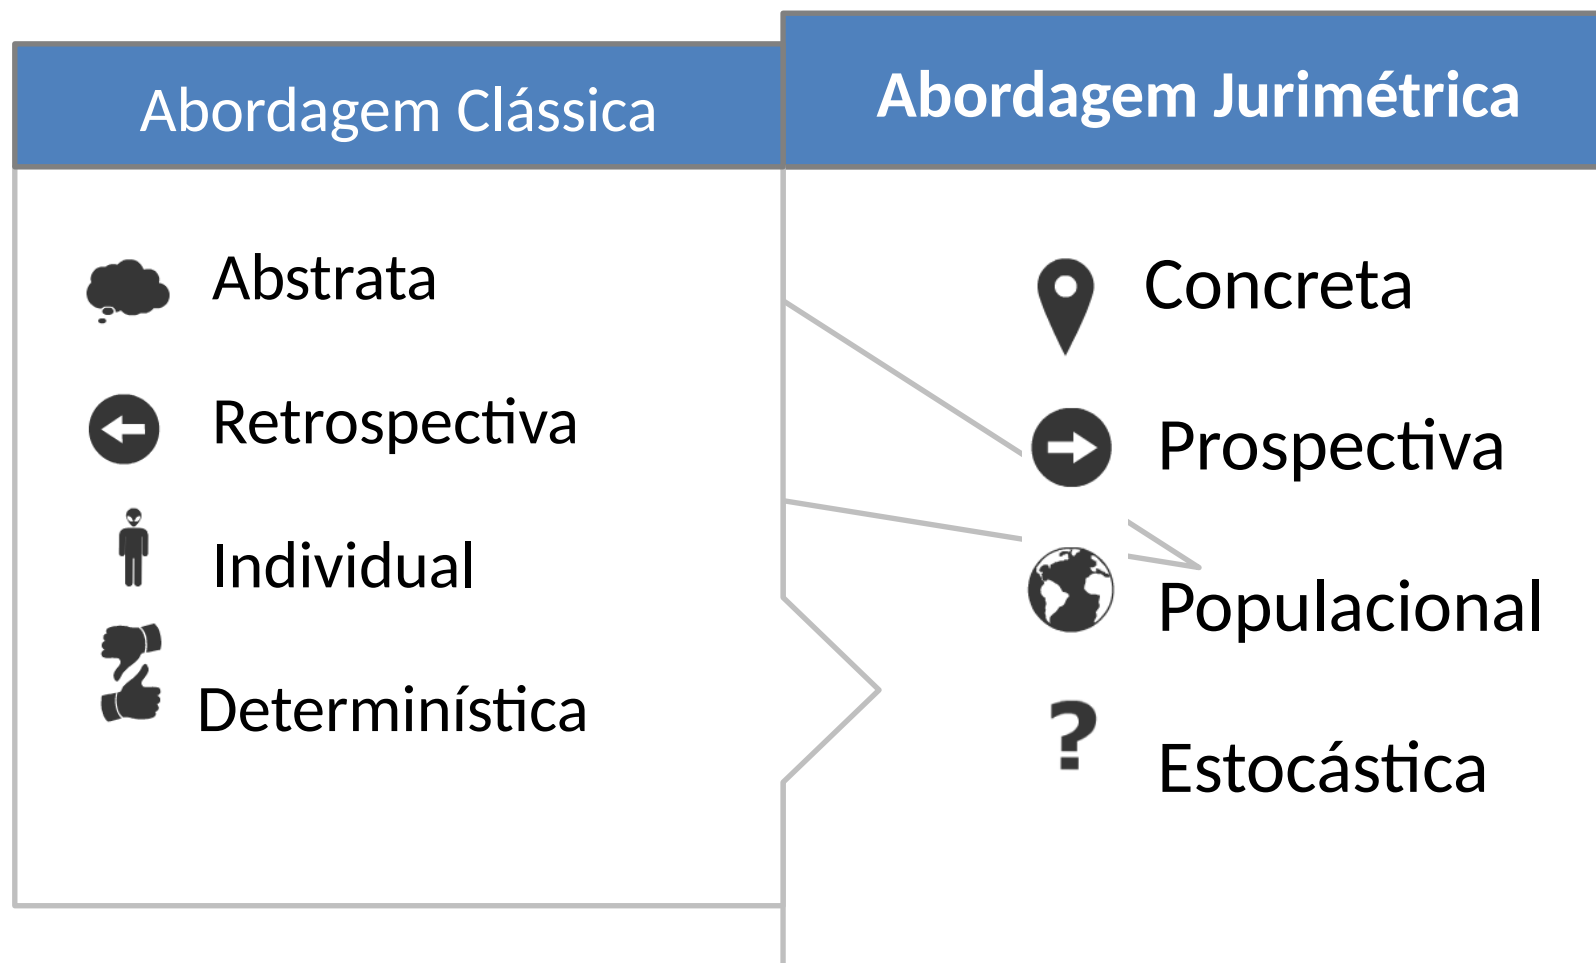 Abordagem Clássica
Abstrata
Retrospectiva
Individual
Determinística
Abordagem Jurimétrica
Concreta
Prospectiva
Populacional
?
Estocástica